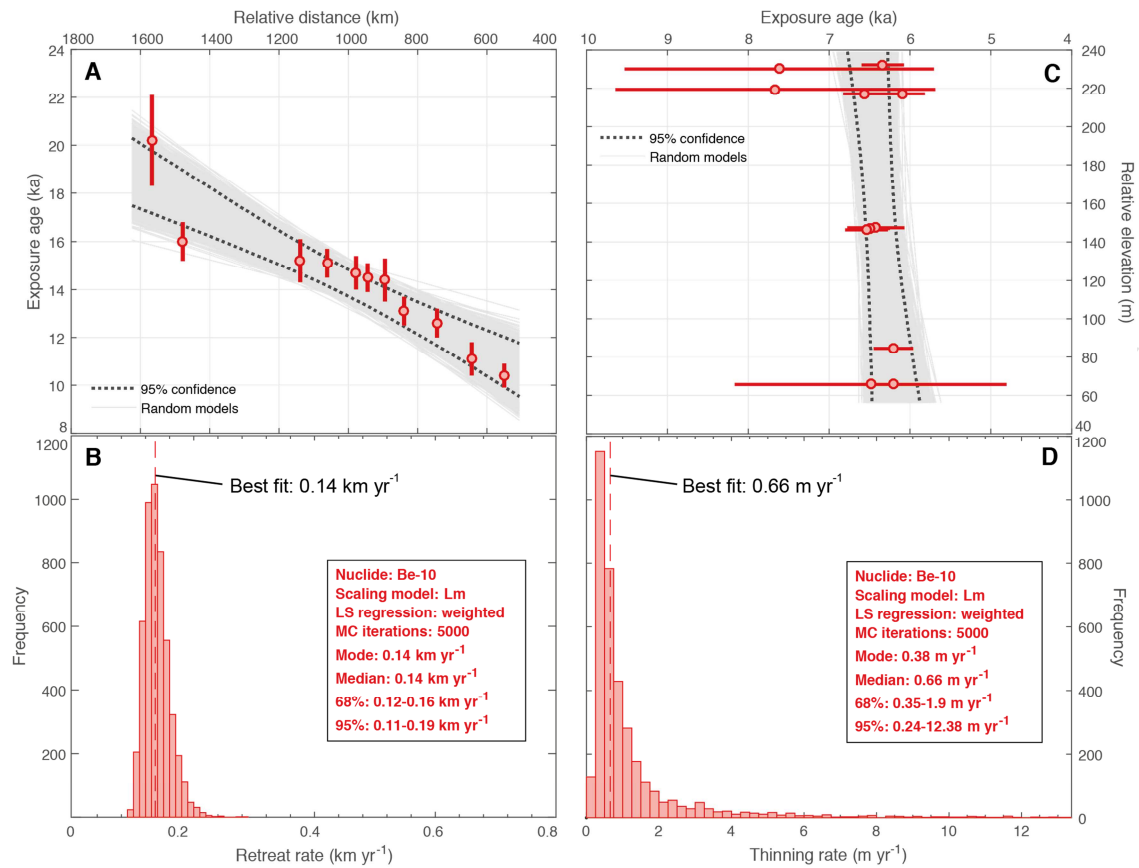 Relative distance (km)
1800 1600 1400 1200 1000 800 600 400
24
22
20
18
16
14
12
10
8
Exposure age (ka)
A
95% confidence
Random models
Exposure age (ka)
10 9 8 7 6 5 4
240
220
200
180
160
140
120
100
80
60
40
Relative elevation (m)
C
95% confidence
Random models
B
Best fit: 0.14 km yr-1
1200
1000
800
600
400
200
Frequency
Nuclide: Be-10
Scaling model: Lm
LS regression: weighted
MC iterations: 5000
Mode: 0.14 km yr-1
Median: 0.14 km yr-1
68%: 0.12-0.16 km yr-1
95%: 0.11-0.19 km yr-1
0 0.2 0.4 0.6 0.8
Retreat rate (km yr-1)
D
Best fit: 0.66 m yr-1
1200
1000
800
600
400
200
0
Frequency
Nuclide: Be-10
Scaling model: Lm
LS regression: weighted
MC iterations: 5000
Mode: 0.38 m yr-1
Median: 0.66 m yr-1
68%: 0.35-1.9 m yr-1
95%: 0.24-12.38 m yr-1
0 2 4 6 8 10 12
Thinning rate (m yr-1)